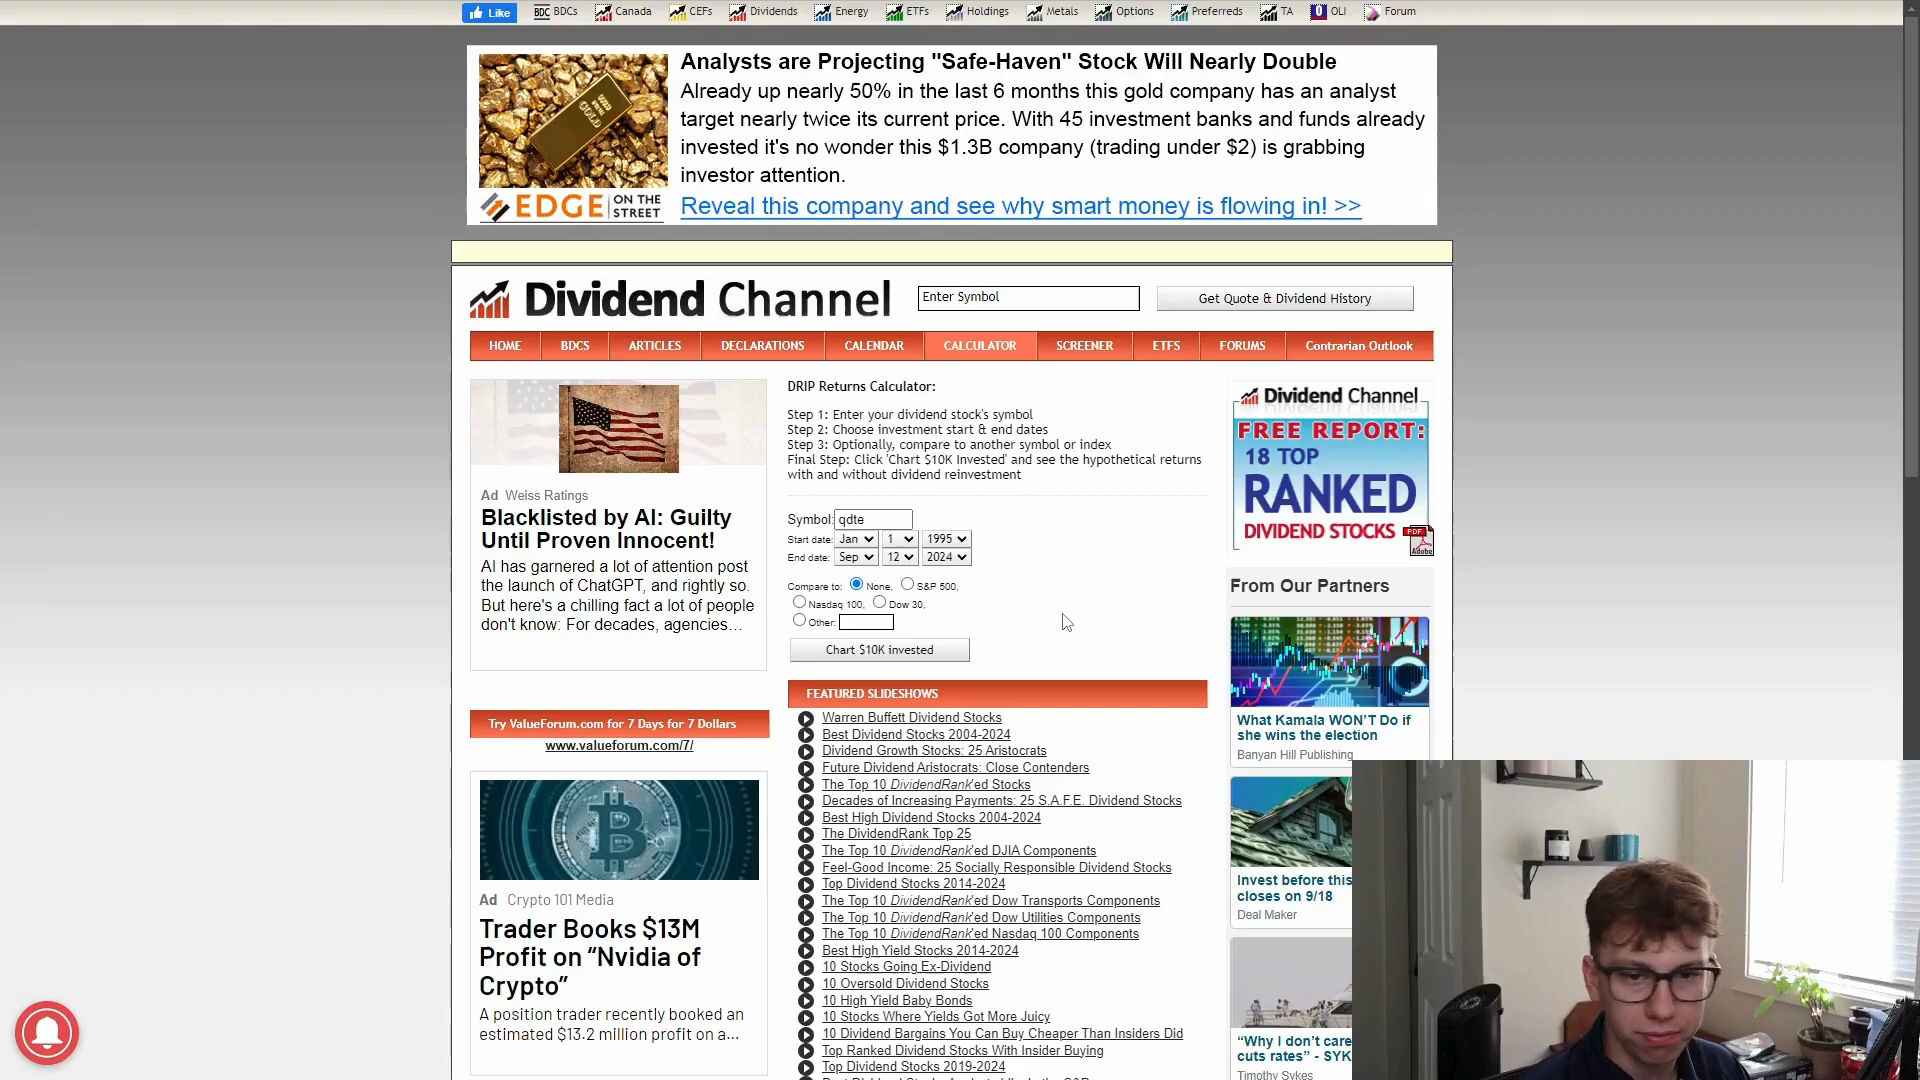 Like
BDC BDCs
Canada
CEFs
Dividends
Energy
ETFs
Holdings
Metals
Options
Preferreds
TA
OLI
Forum
Analysts are Projecting "Safe-Haven" Stock Will Nearly Double
Already up nearly 50% in the last 6 months this gold company has an analyst
target nearly twice its current price. With 45 investment banks and funds already
invested it's no wonder this $1.3B company (trading under $2) is grabbing
investor attention.
EDGE ON THE STREET
Reveal this company and see why smart money is flowing in! >>
Dividend Channel
Enter Symbol
Get Quote & Dividend History
HOME
BDCS
ARTICLES
DECLARATIONS
CALENDAR
CALCULATOR
SCREENER
ETFS
FORUMS
Contrarian Outlook
Ad Weiss Ratings
Blacklisted by AI: Guilty
Until Proven Innocent!
AI has garnered a lot of attention post
the launch of ChatGPT, and rightly so.
But here's a chilling fact a lot of people
don't know: For decades, agencies...
Try ValueForum.com for 7 Days for 7 Dollars
www.valueforum.com/7/
Ad Crypto 101 Media
Trader Books $13M
Profit on “Nvidia of
Crypto”
A position trader recently booked an
estimated $13.2 million profit on a...
DRIP Returns Calculator:
Step 1: Enter your dividend stock's symbol
Step 2: Choose investment start & end dates
Step 3: Optionally, compare to another symbol or index
Final Step: Click 'Chart $10K Invested' and see the hypothetical returns
with and without dividend reinvestment
Symbol: qdte
Start date: Jan 1 1995
End date: Sep 12 2024
Compare to: None, S&P 500,
Nasdaq 100, Dow 30,
Other:
Chart $10K invested
FEATURED SLIDESHOWS
Warren Buffett Dividend Stocks
Best Dividend Stocks 2004-2024
Dividend Growth Stocks: 25 Aristocrats
Future Dividend Aristocrats: Close Contenders
The Top 10 DividendRank'ed Stocks
Decades of Increasing Payments: 25 S.A.F.E. Dividend Stocks
Best High Dividend Stocks 2004-2024
The DividendRank Top 25
The Top 10 DividendRank'ed DJIA Components
Feel-Good Income: 25 Socially Responsible Dividend Stocks
Top Dividend Stocks 2014-2024
The Top 10 DividendRank'ed Dow Transports Components
The Top 10 DividendRank'ed Dow Utilities Components
The Top 10 DividendRank'ed Nasdaq 100 Components
Best High Yield Stocks 2014-2024
10 Stocks Going Ex-Dividend
10 Oversold Dividend Stocks
10 High Yield Baby Bonds
10 Stocks Where Yields Got More Juicy
10 Dividend Bargains You Can Buy Cheaper Than Insiders Did
Top Ranked Dividend Stocks With Insider Buying
Top Dividend Stocks 2019-2024
Dividend Channel
FREE REPORT:
18 TOP
RANKED
DIVIDEND STOCKS
PDF
Adobe
From Our Partners
What Kamala WON'T Do if
she wins the election
Banyan Hill Publishing
Invest before this
closes on 9/18
Deal Maker
“Why I don't care
cuts rates” - SYK
Timothy Sykes